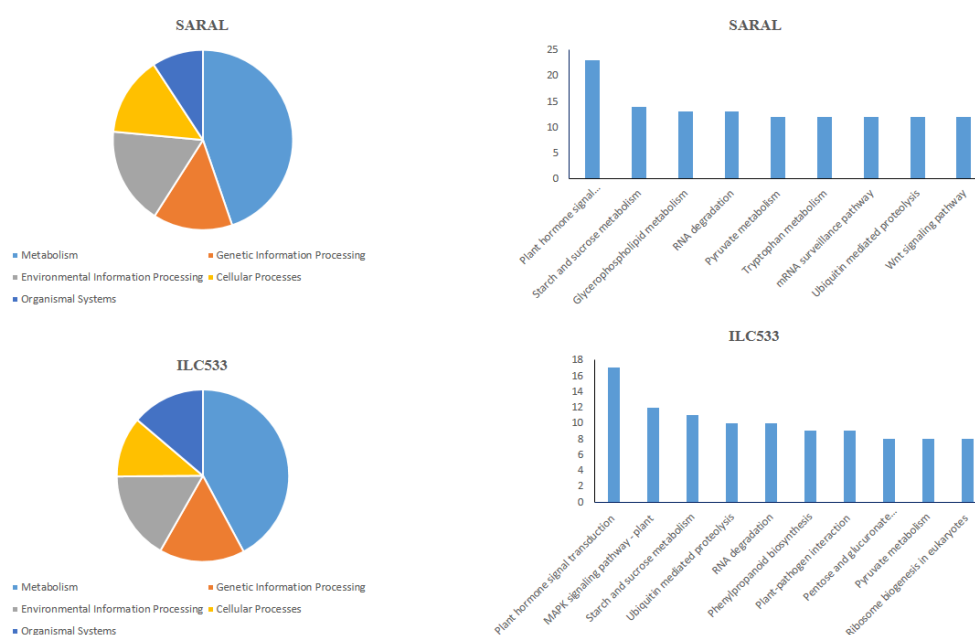 SARAL
Metabolism
Genetic Information Processing
Environmental Information Processing
Cellular Processes
Organismal Systems
SARAL
25
20
15
10
5
0
Plant hormone signal...
Starch and sucrose metabolism
Glycerophospholipid metabolism
RNA degradation
Pyruvate metabolism
Tryptophan metabolism
mRNA surveillance pathway
Ubiquitin mediated proteolysis
Wnt signaling pathway
ILC533
Metabolism
Genetic Information Processing
Environmental Information Processing
Cellular Processes
Organismal Systems
ILC533
18
16
14
12
10
8
6
4
2
0
Plant hormone signal transduction
MAPK signaling pathway - plant
Starch and sucrose metabolism
Ubiquitin mediated proteolysis
RNA degradation
Phenylpropanoid biosynthesis
Plant-pathogen interaction
Pentose and glucuronate...
Pyruvate metabolism
Ribosome biogenesis in eukaryotes